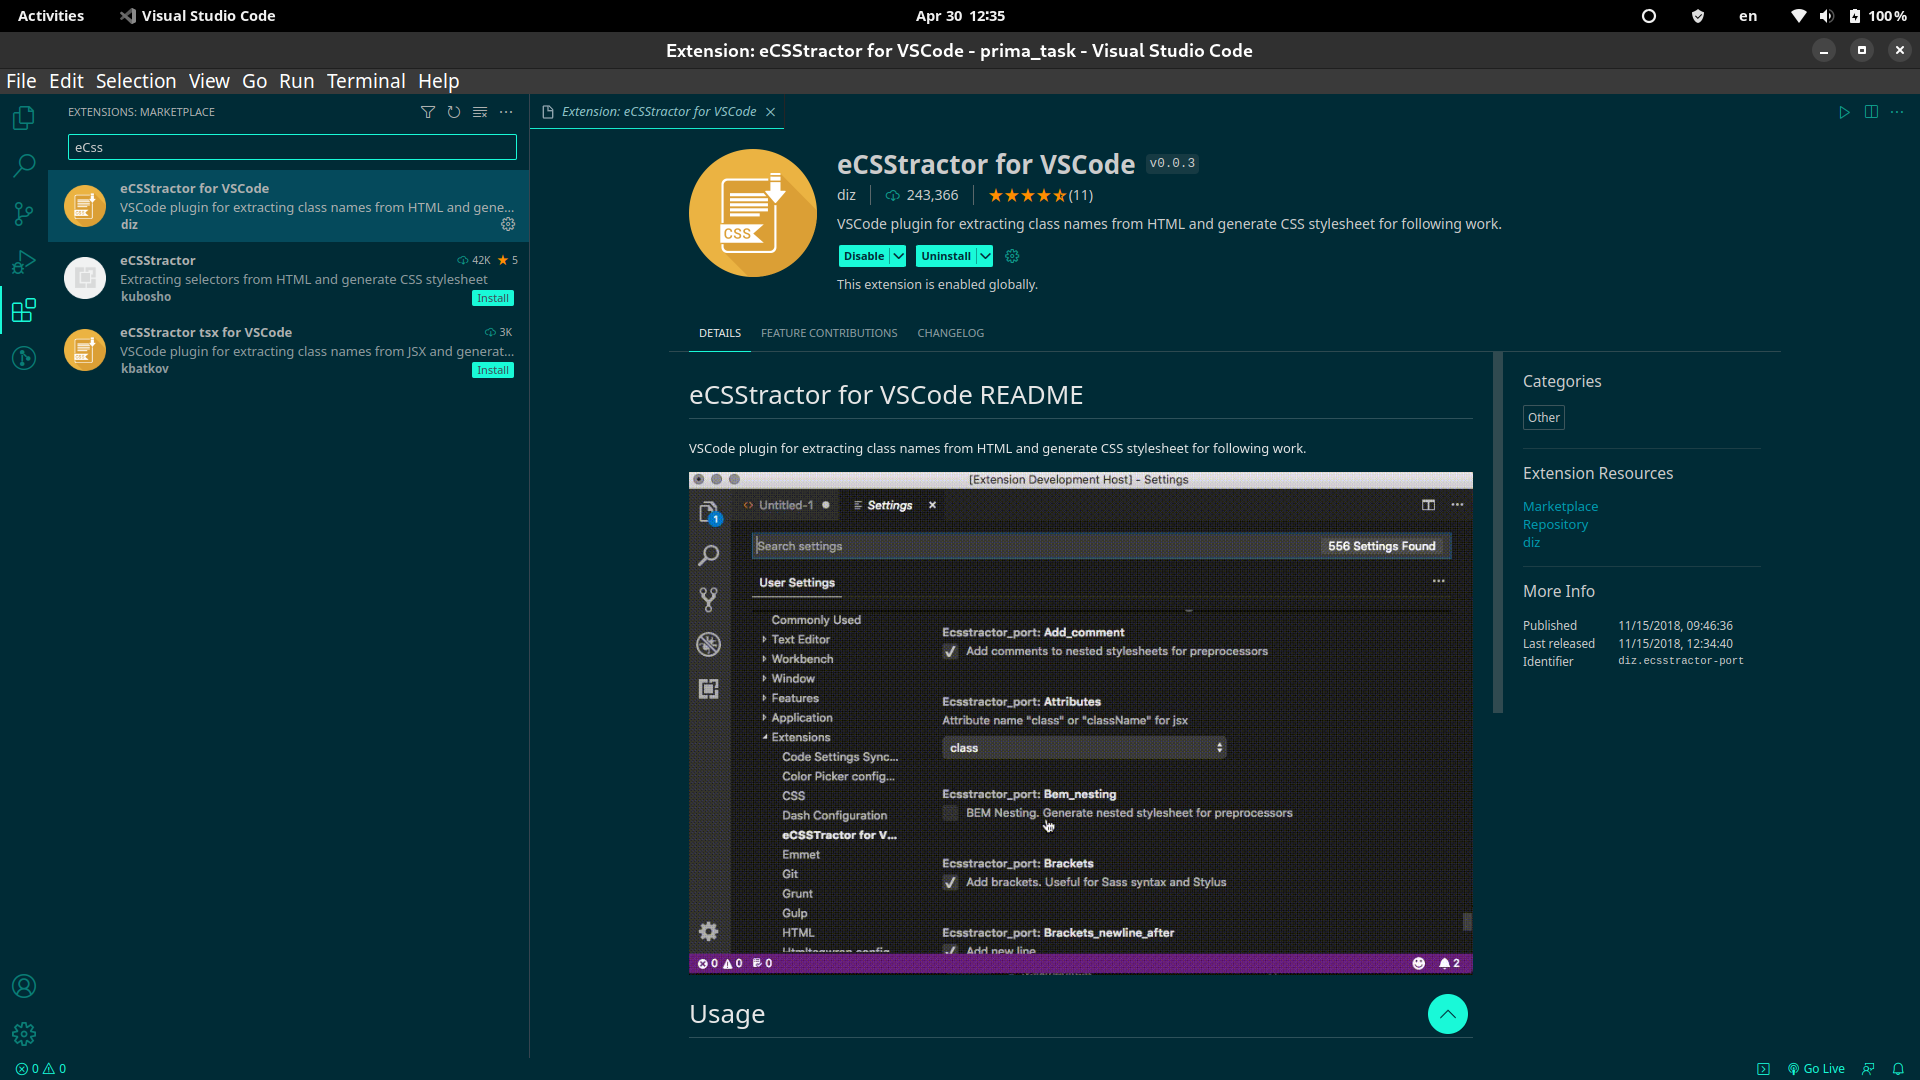 Activities
Visual Studio Code
Apr 30 12:35
en
100 %
Extension: eCSStractor for VSCode - prima_task - Visual Studio Code
File Edit Selection View Go Run Terminal Help
EXTENSIONS: MARKETPLACE
eCss
eCSStractor for VSCode
VSCode plugin for extracting class names from HTML and gene...
diz
eCSStractor
42K ★ 5
Extracting selectors from HTML and generate CSS stylesheet
kubosho
Install
eCSStractor tsx for VSCode
3K
VSCode plugin for extracting class names from JSX and generat...
kbatkov
Install
Extension: eCSStractor for VSCode
CSS
eCSStractor for VSCode v0.0.3
diz
243,366
(11)
VSCode plugin for extracting class names from HTML and generate CSS stylesheet for following work.
Disable
Uninstall
This extension is enabled globally.
DETAILS
FEATURE CONTRIBUTIONS
CHANGELOG
eCSStractor for VSCode README
VSCode plugin for extracting class names from HTML and generate CSS stylesheet for following work.
[Extension Development Host] - Settings
1
Untitled-1
Settings
Search settings
556 Settings Found
User Settings
Commonly Used
Text Editor
Workbench
Window
Features
Application
Extensions
Code Settings Sync...
Color Picker config...
CSS
Dash Configuration
eCSSTractor for V...
Emmet
Git
Grunt
Gulp
HTML
Htmltagwrap config
Ecsstractor_port: Add_comment
Add comments to nested stylesheets for preprocessors
Ecsstractor_port: Attributes
Attribute name "class" or "className" for jsx
class
Ecsstractor_port: Bem_nesting
BEM Nesting. Generate nested stylesheet for preprocessors
Ecsstractor_port: Brackets
Add brackets. Useful for Sass syntax and Stylus
Ecsstractor_port: Brackets_newline_after
Add new line
0 0 0
2
Usage
Categories
Other
Extension Resources
Marketplace
Repository
diz
More Info
Published 11/15/2018, 09:46:36
Last released 11/15/2018, 12:34:40
Identifier diz.ecsstractor-port
0 0
Go Live